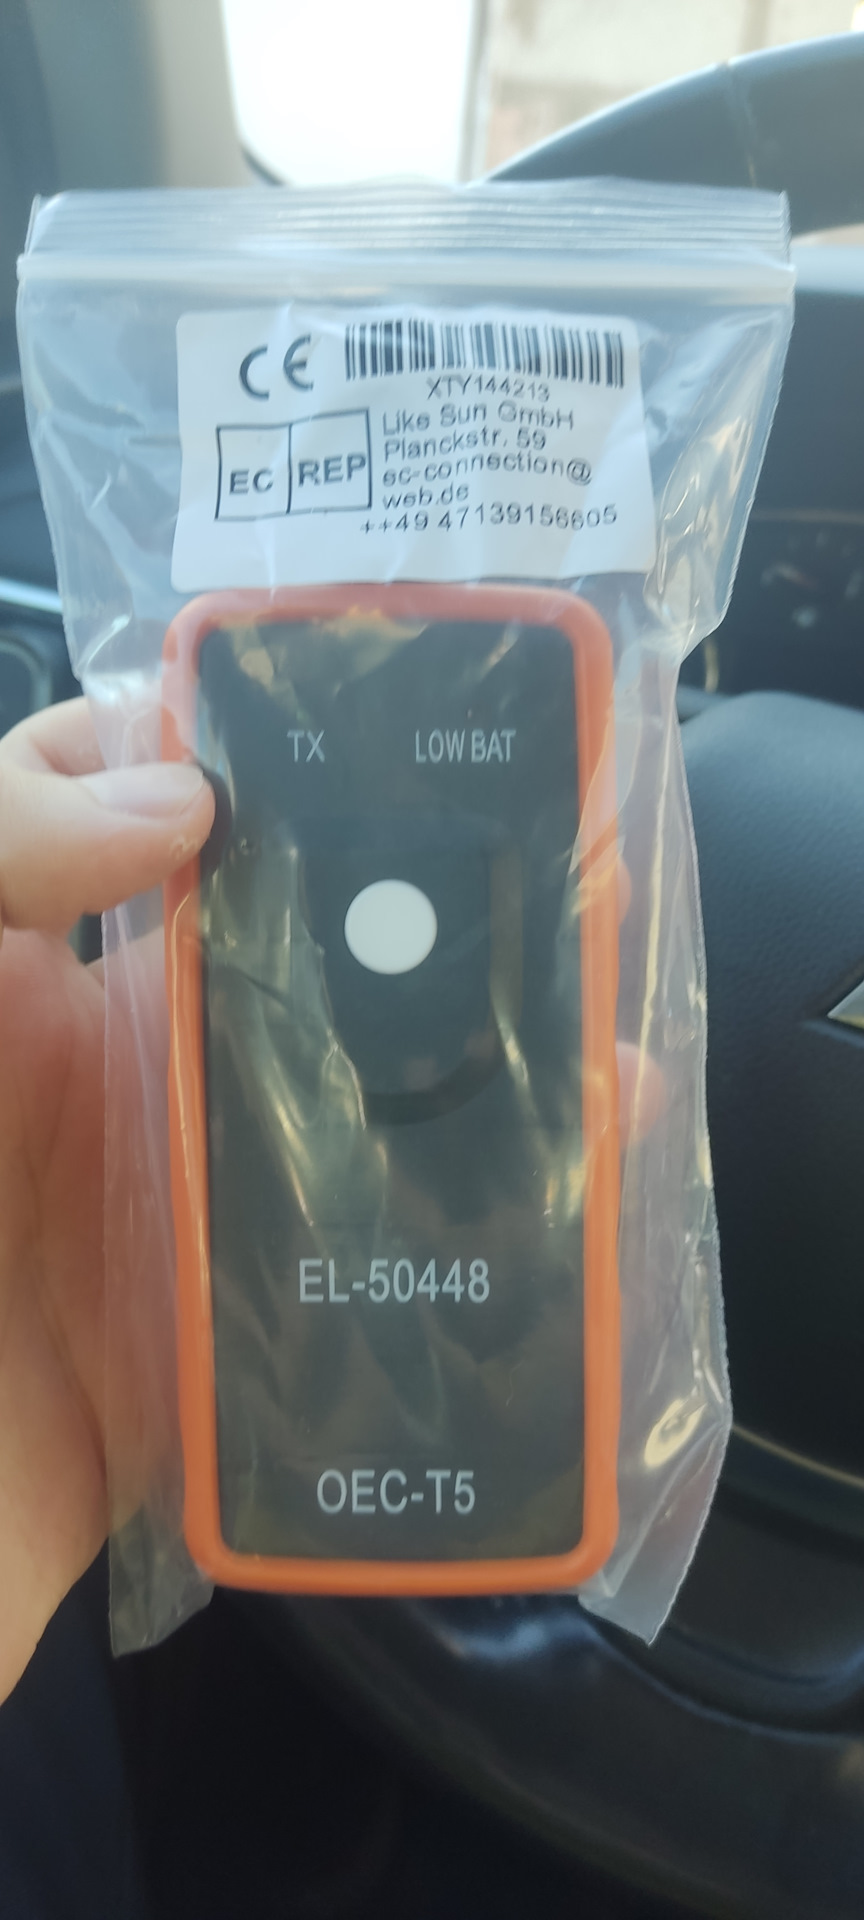 CE
XTY144213
Like Sun GmbH
Planckstr. 59
ec-connection@
web.de
++49 47139156605
EC REP
TX LOW BAT
EL-50448
OEC-T5